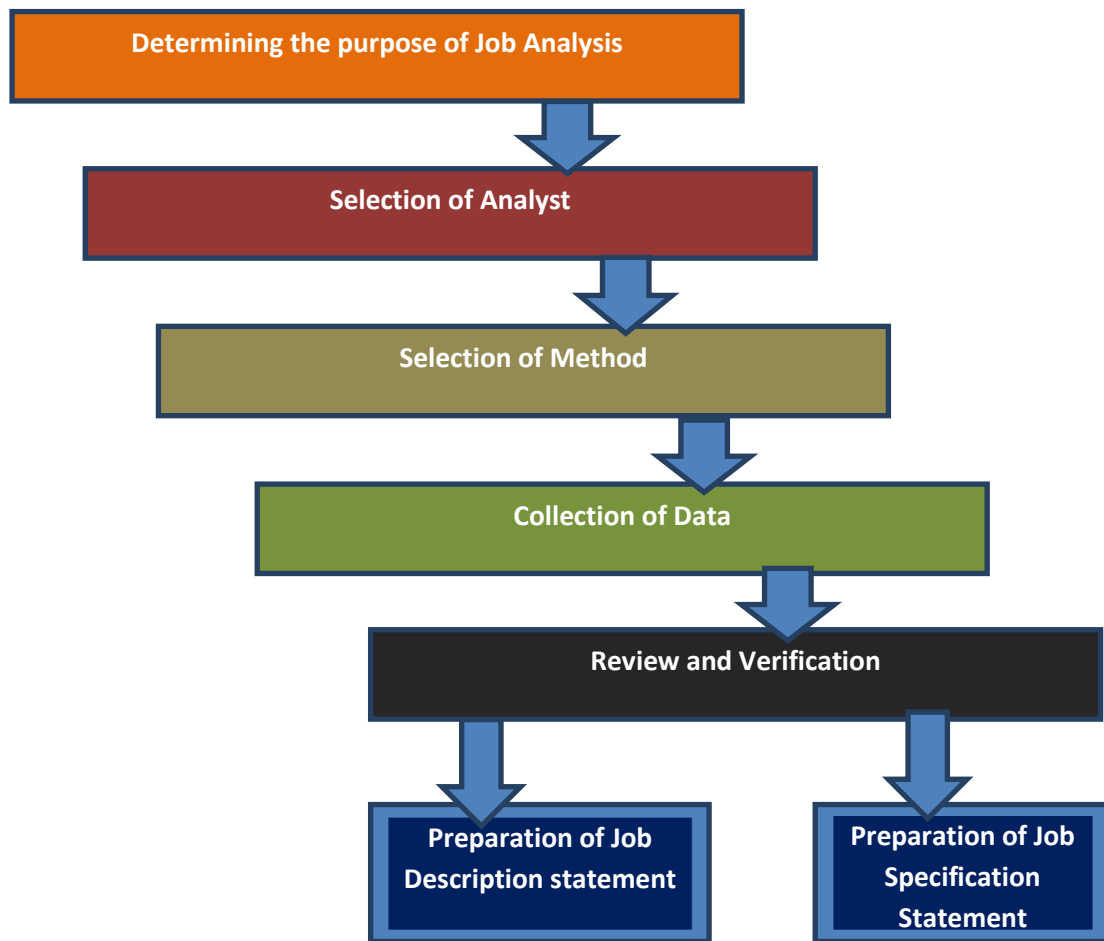 Determining the purpose of Job Analysis
Selection of Analyst
Selection of Method
Collection of Data
Review and Verification
Preparation of Job
Description statement
Preparation of Job
Specification
Statement